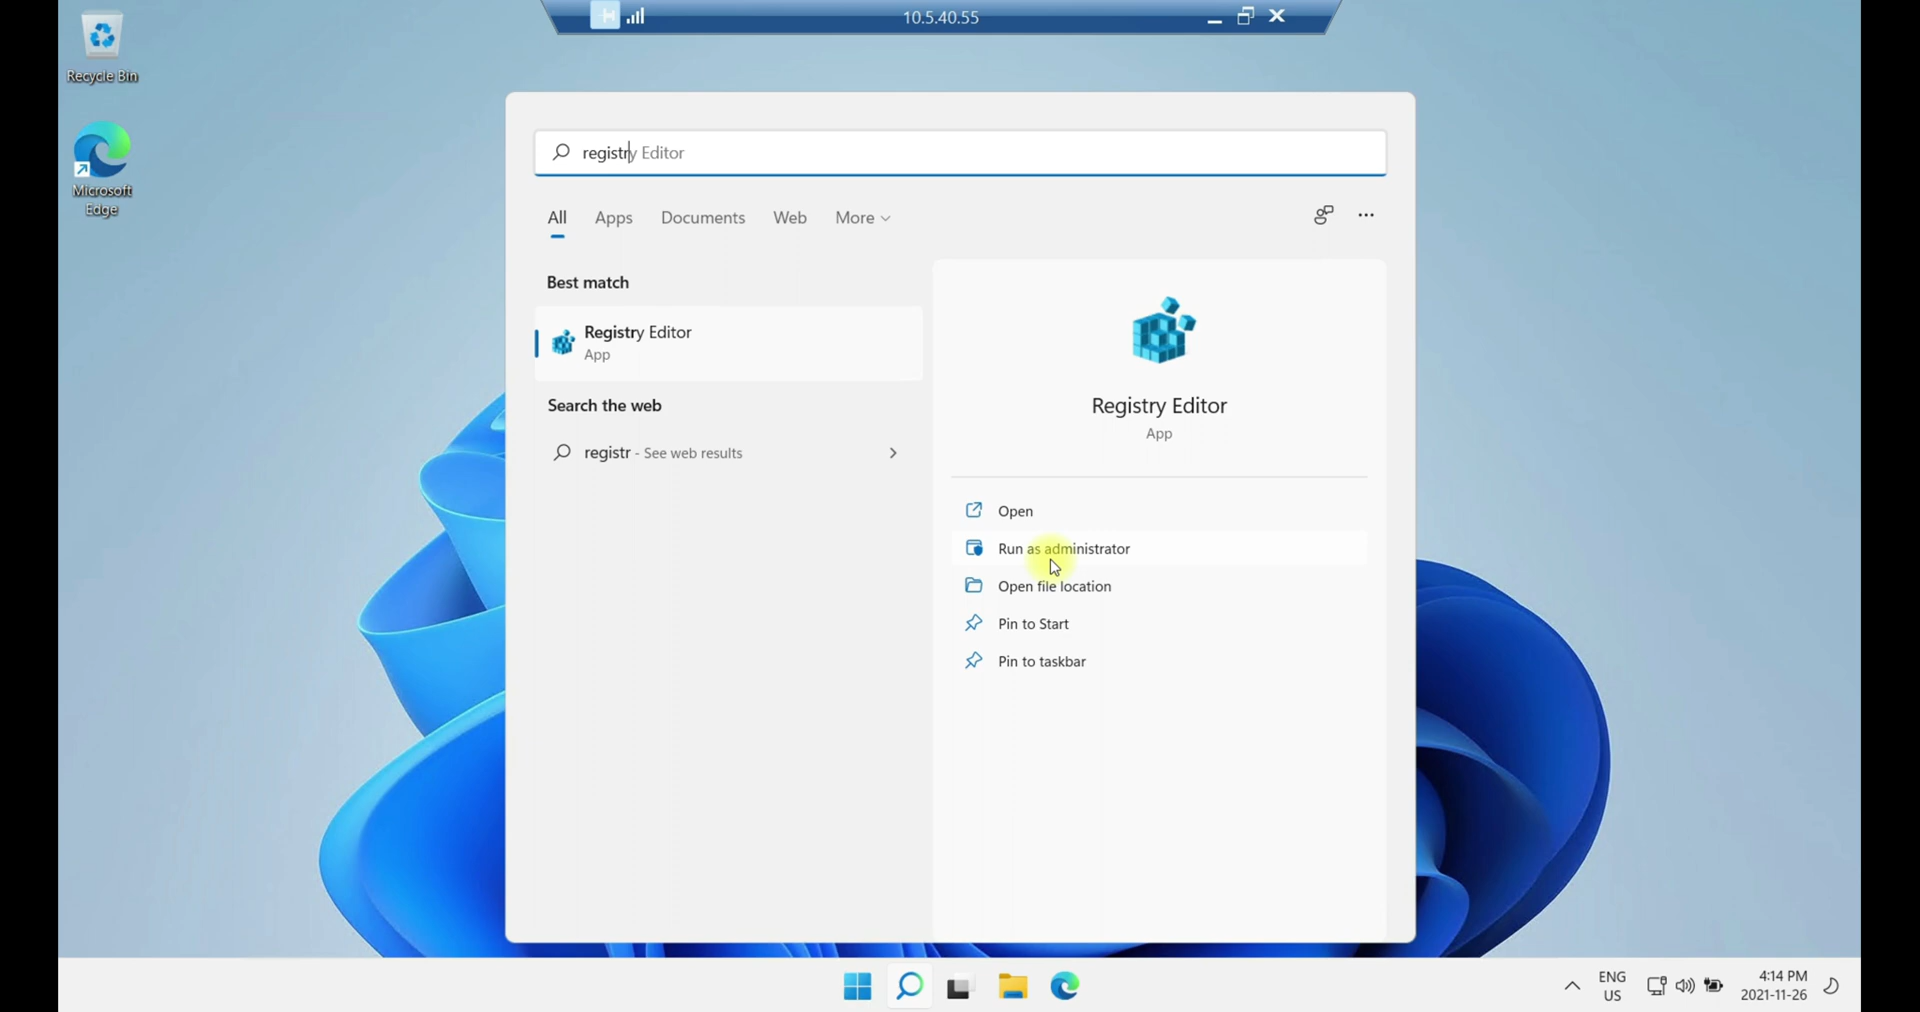 10.5.40.55
Recycle Bin
Microsoft
Edge
registry Editor
All
Apps
Documents
Web
More
Best match
Registry Editor
App
Search the web
registr - See web results
Registry Editor
App
Open
Run as administrator
Open file location
Pin to Start
Pin to taskbar
ENG
US
4:14 PM
2021-11-26